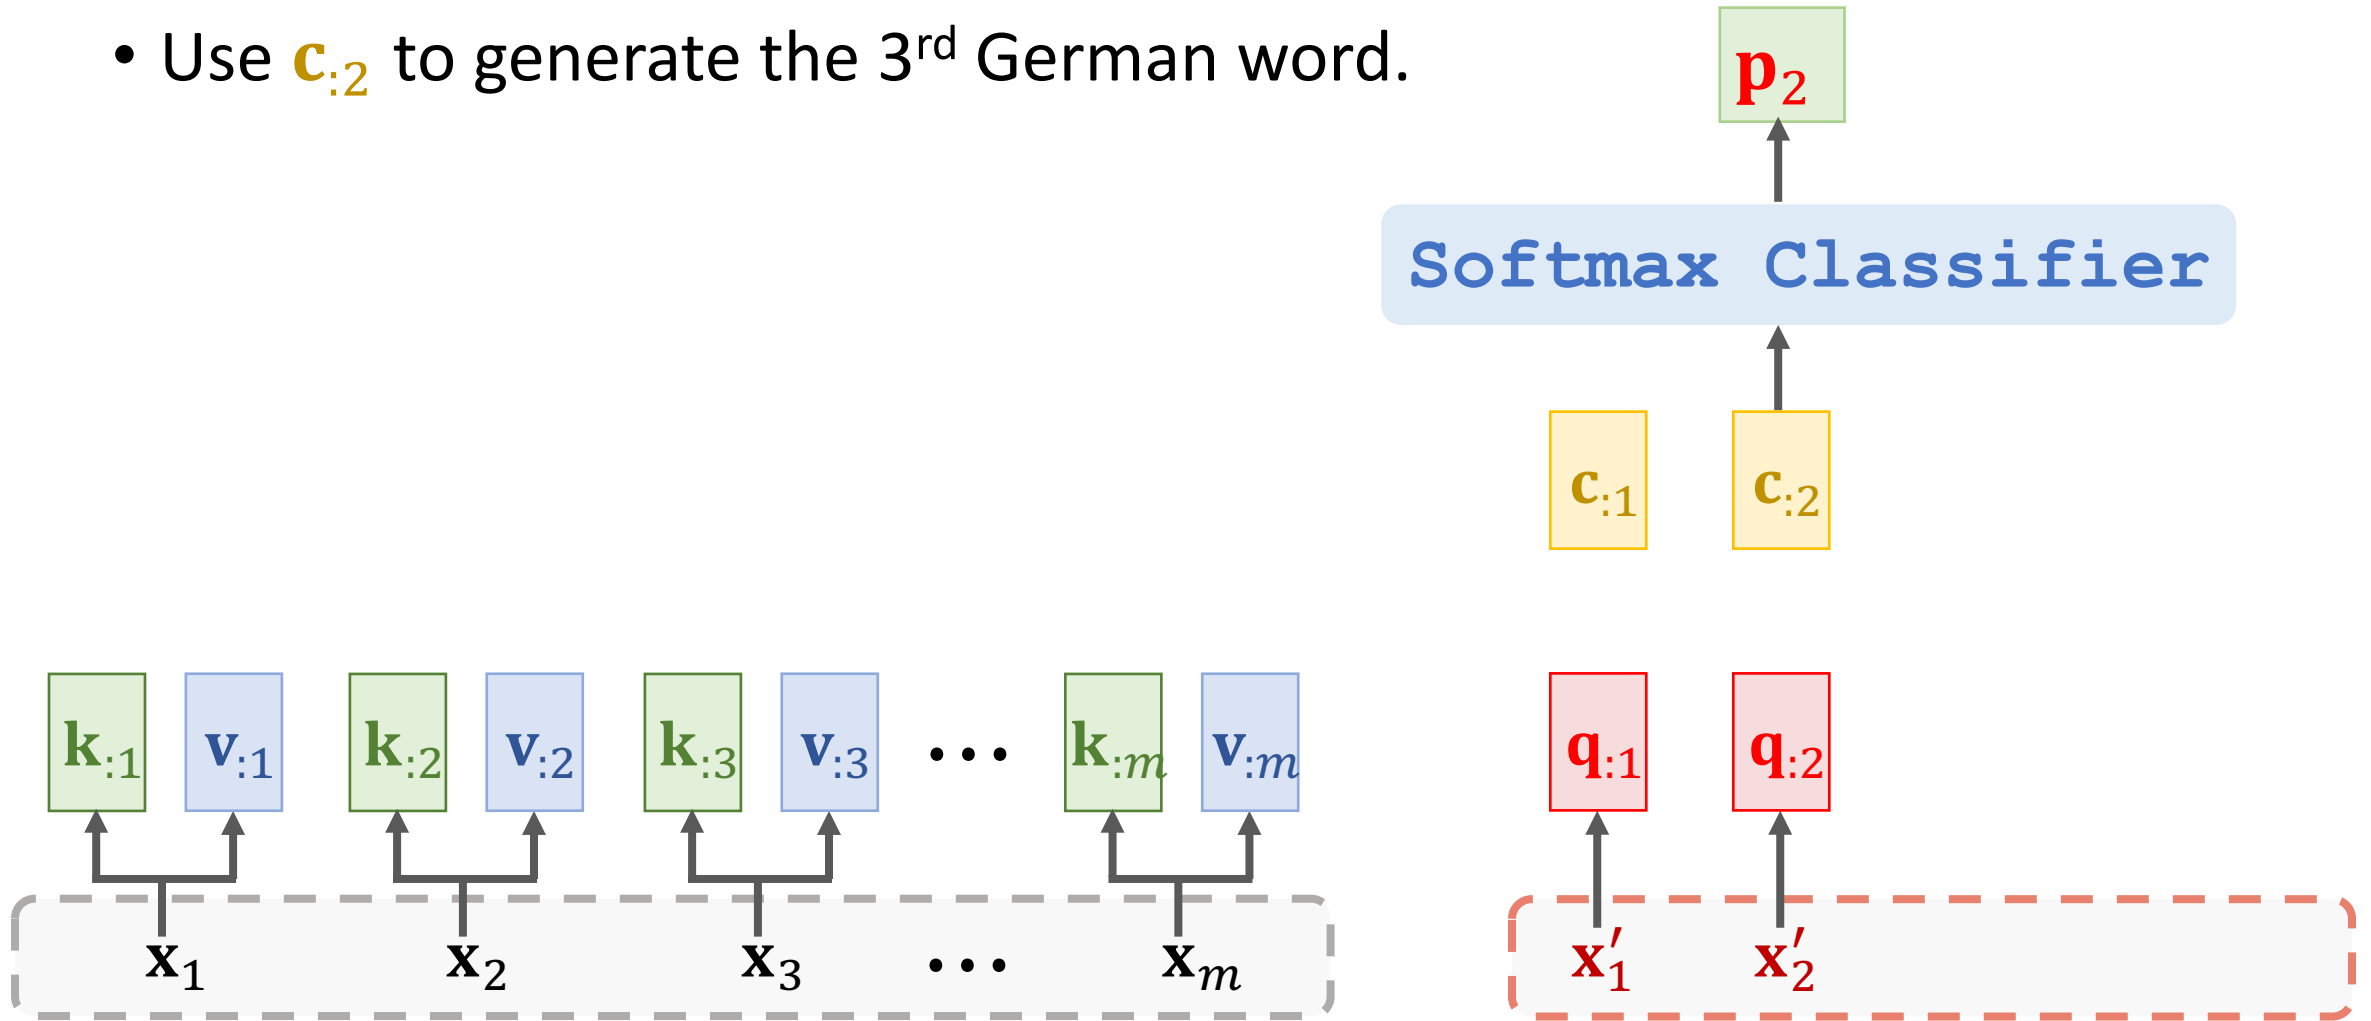 • Use c:2 to generate the 3rd German word.
p2
Softmax Classifier
c:1 c:2
k:1 v:1 k:2 v:2 k:3 v:3 ··· k:m v:m q:1 q:2
x1 x2 x3 ··· xm x′1 x′2